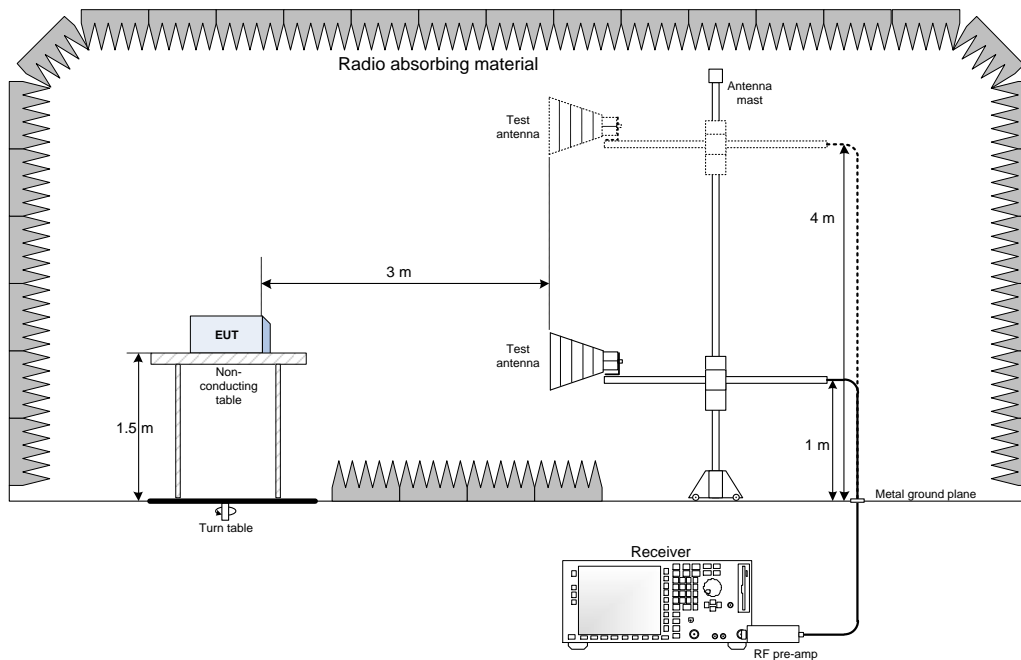 Radio absorbing material
Antenna
mast
Test
antenna
4 m
3 m
EUT
Test
antenna
Non-
conducting
table
1.5 m
1 m
Metal ground plane
Turn table
Receiver
RF pre-amp